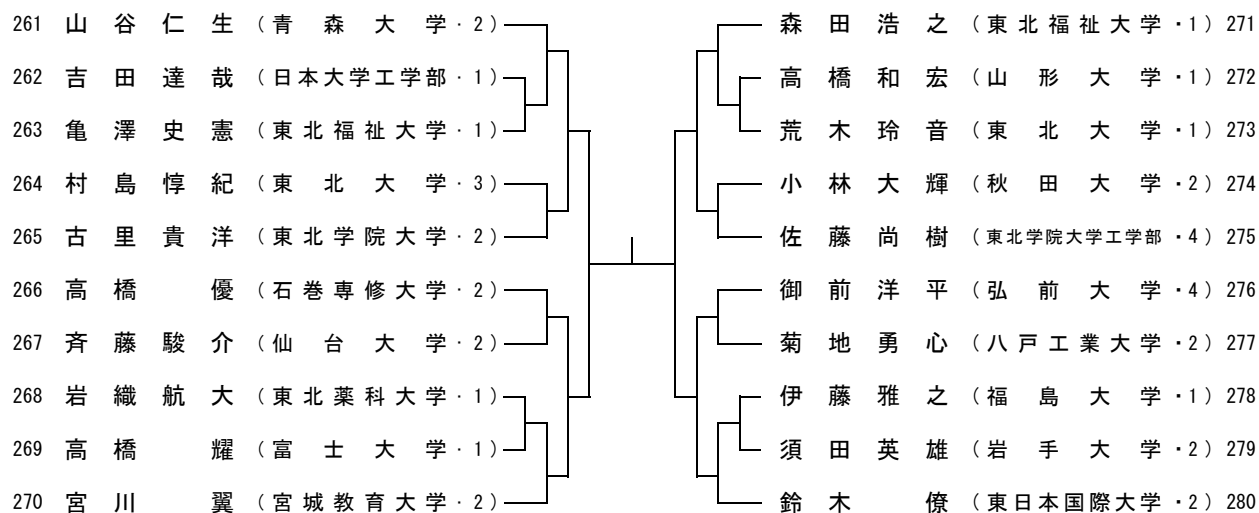 261 山谷仁生 (青森大学・2)
262 吉田達哉 (日本大学工学部・1)
263 亀澤史憲 (東北福祉大学・1)
264 村島惇紀 (東北大学・3)
265 古里貴洋 (東北学院大学・2)
266 高橋優 (石巻専修大学・2)
267 斉藤駿介 (仙台大学・2)
268 岩織航大 (東北薬科大学・1)
269 高橋耀 (富士大学・1)
270 宮川翼 (宮城教育大学・2)
森田浩之 (東北福祉大学・1) 271
高橋和宏 (山形大学・1) 272
荒木玲音 (東北大学・1) 273
小林大輝 (秋田大学・2) 274
佐藤尚樹 (東北学院大学工学部・4) 275
御前洋平 (弘前大学・4) 276
菊地勇心 (八戸工業大学・2) 277
伊藤雅之 (福島大学・1) 278
須田英雄 (岩手大学・2) 279
鈴木僚 (東日本国際大学・2) 280